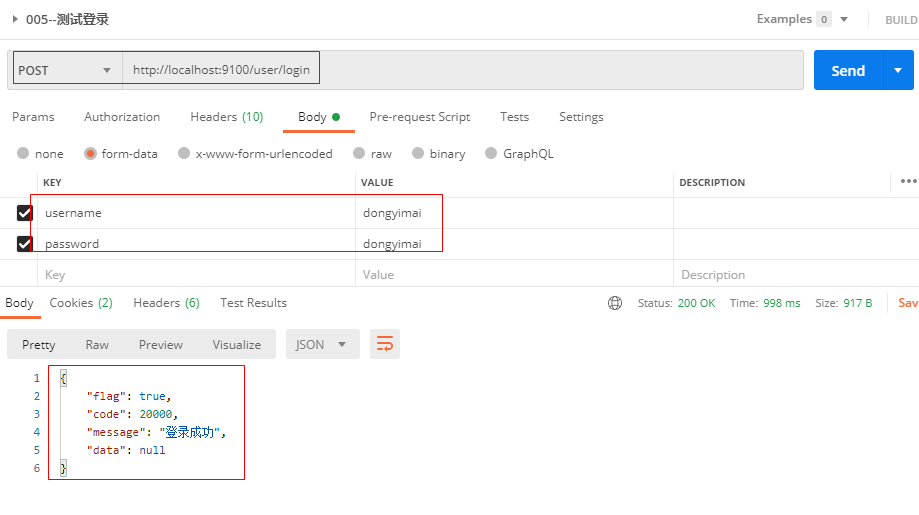 005--测试登录
Examples 0
BUILD
POST http://localhost:9100/user/login
Send
Params Authorization Headers (10) Body Pre-request Script Tests Settings
none form-data x-www-form-urlencoded raw binary GraphQL
KEY VALUE DESCRIPTION
username dongyimai
password dongyimai
Key Value Description
Body Cookies (2) Headers (6) Test Results Status: 200 OK Time: 998 ms Size: 917 B Sav
Pretty Raw Preview Visualize JSON
1 {
2 "flag": true,
3 "code": 20000,
4 "message": "登录成功",
5 "data": null
6 }